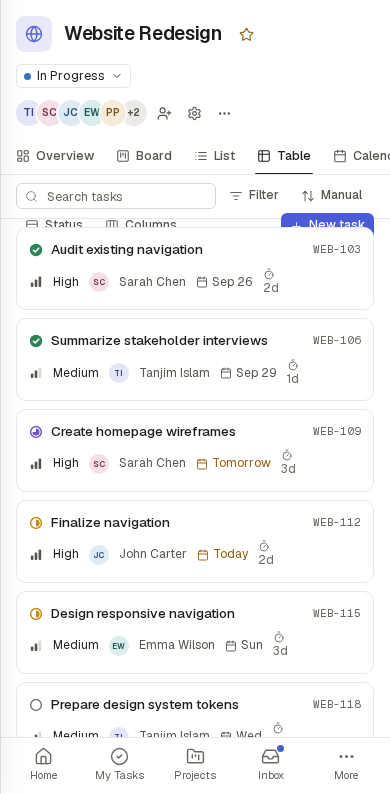 Website Redesign
In Progress
TI SC JC EW PP +2
Overview Board List Table Calen
Search tasks Filter Manual
Status Columns + New task
Audit existing navigation WEB-103
High SC Sarah Chen Sep 26 2d
Summarize stakeholder interviews WEB-106
Medium TI Tanjim Islam Sep 29 1d
Create homepage wireframes WEB-109
High SC Sarah Chen Tomorrow 3d
Finalize navigation WEB-112
High JC John Carter Today 2d
Design responsive navigation WEB-115
Medium EW Emma Wilson Sun 3d
Prepare design system tokens WEB-118
Medium TI Tanjim Islam Wed
Home My Tasks Projects Inbox More